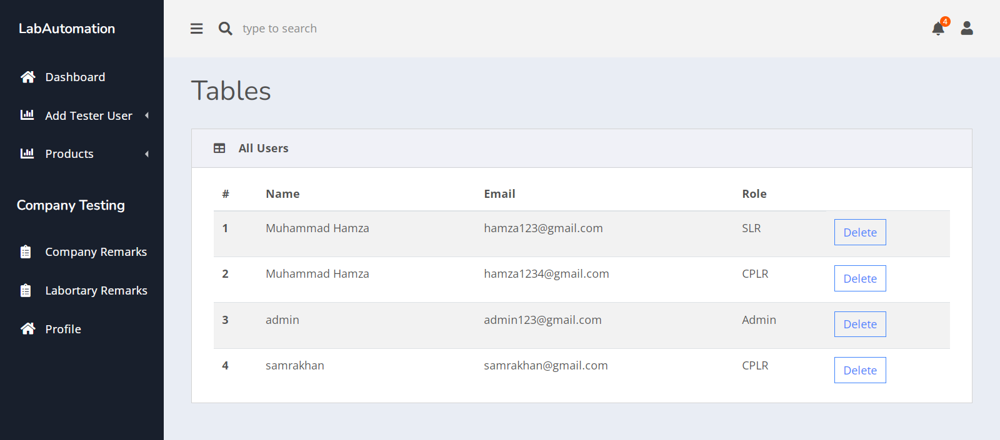 LabAutomation
type to search
4
Dashboard
Add Tester User
Products
Company Testing
Company Remarks
Labortary Remarks
Profile
Tables
All Users
# Name Email Role
1 Muhammad Hamza hamza123@gmail.com SLR Delete
2 Muhammad Hamza hamza1234@gmail.com CPLR Delete
3 admin admin123@gmail.com Admin Delete
4 samrakhan samrakhan@gmail.com CPLR Delete